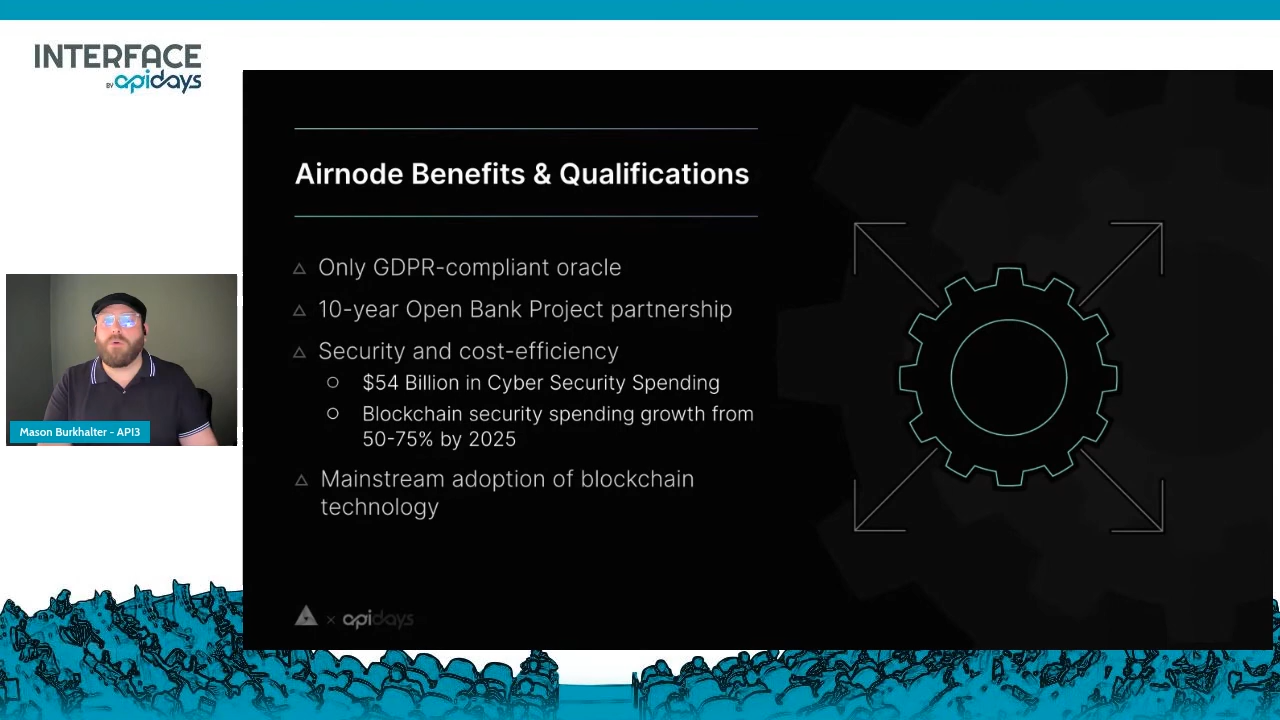 INTERFACE
BY apidays
Airnode Benefits & Qualifications
Only GDPR-compliant oracle
10-year Open Bank Project partnership
Security and cost-efficiency
$54 Billion in Cyber Security Spending
Blockchain security spending growth from
50-75% by 2025
Mainstream adoption of blockchain
technology
Mason Burkhalter - API3
× apidays